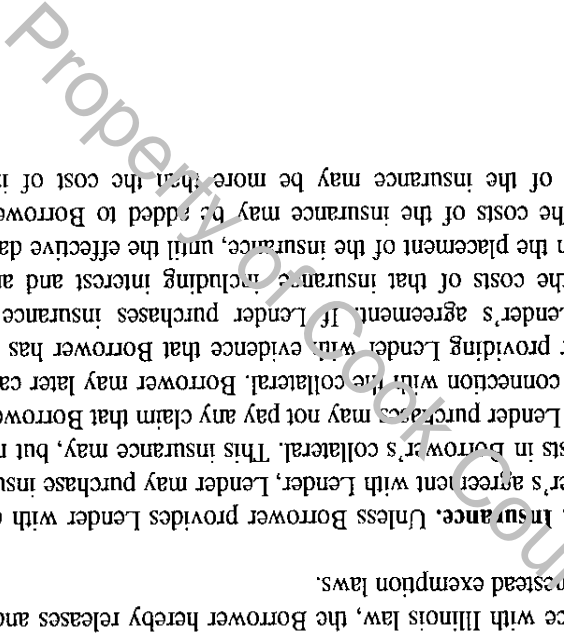 ce with Illinois law, the Borrower hereby releases and
nestead exemption laws.
Insurance. Unless Borrower provides Lender with
er's agreement with Lender, Lender may purchase insu
sts in Borrower's collateral. This insurance may, but
Lender purchases may not pay any claim that Borrowe
connection with the collateral. Borrower may later ca
providing Lender with evidence that Borrower has
Lender's agreement. If Lender purchases insurance
he costs of that insurance including interest and a
n the placement of the insurance, until the effective da
he costs of the insurance may be added to Borrowe
of the insurance may be more than the cost of i
Property of Cook Cou